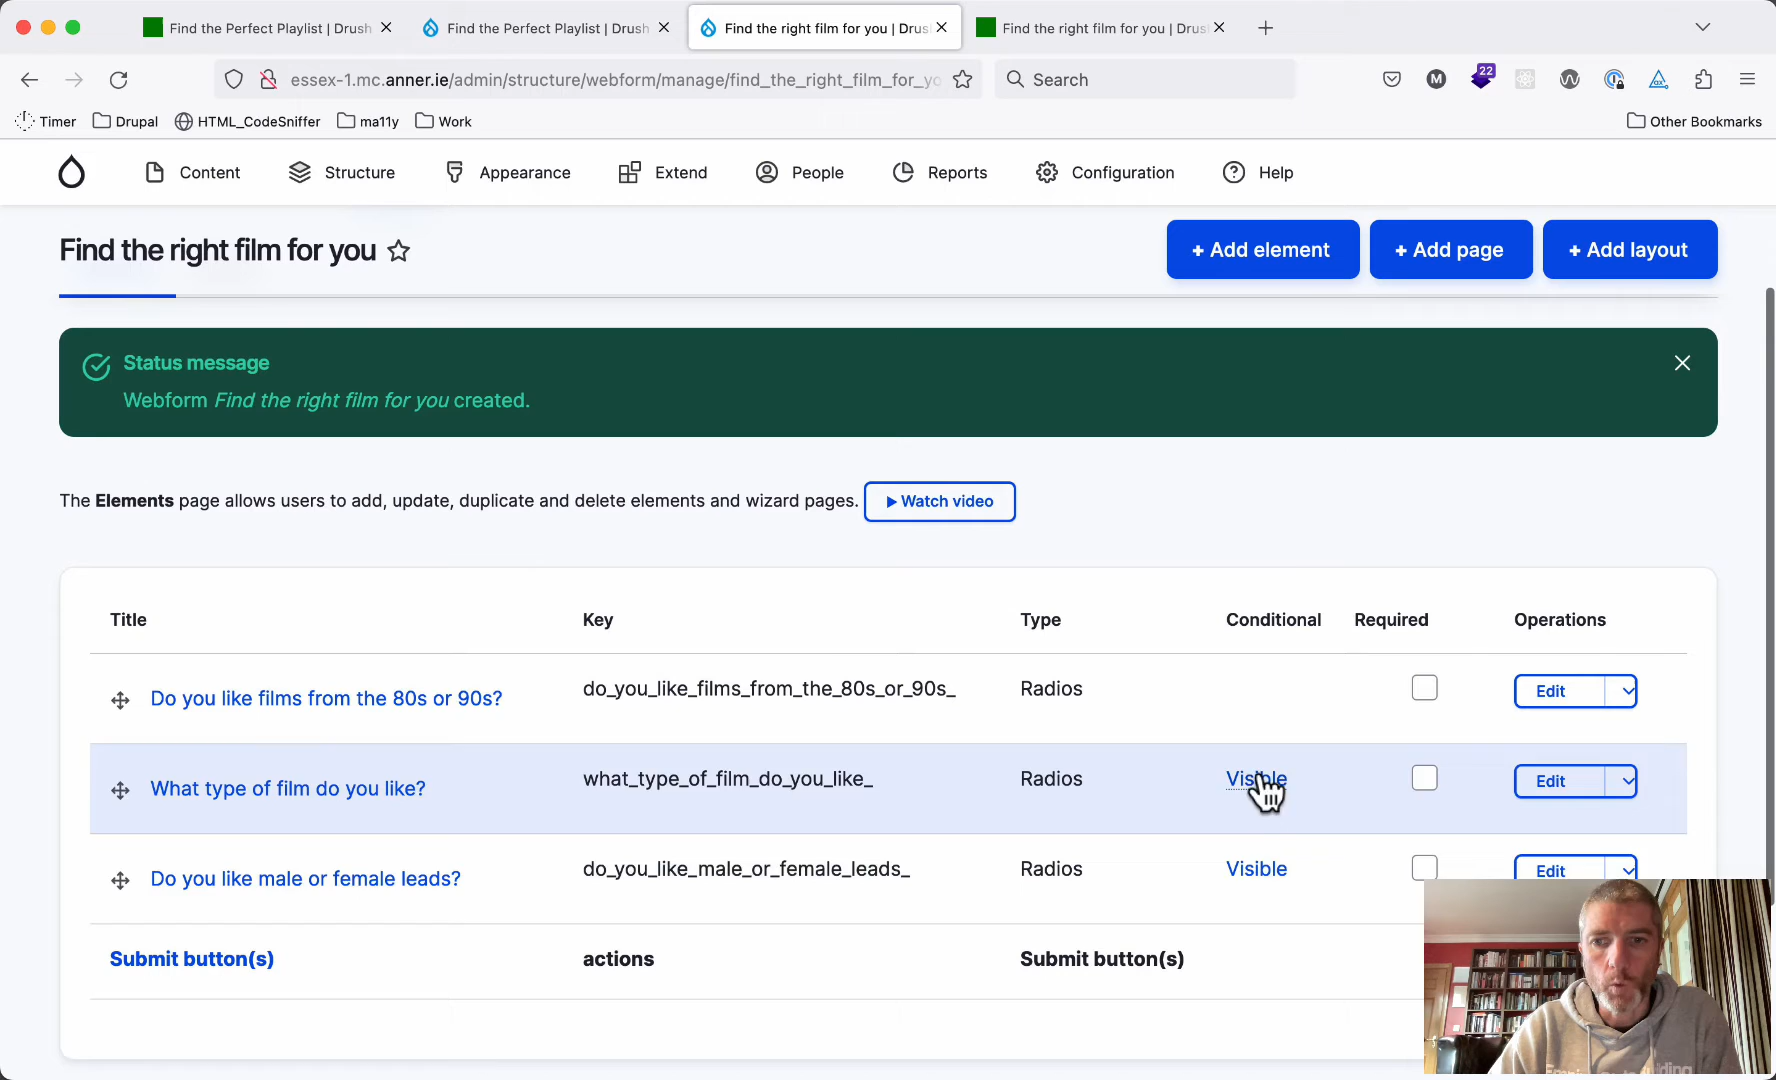 Find the Perfect Playlist | Drush
Find the Perfect Playlist | Drush
Find the right film for you | Drus
Find the right film for you | Drus
essex-1.mc.anner.ie/admin/structure/webform/manage/find_the_right_film_for_yo
Search
22
M
Timer
Drupal
HTML_CodeSniffer
ma11y
Work
Other Bookmarks
Content
Structure
Appearance
Extend
People
Reports
Configuration
Help
Find the right film for you
+ Add element
+ Add page
+ Add layout
Status message
Webform Find the right film for you created.
The Elements page allows users to add, update, duplicate and delete elements and wizard pages.
Watch video
Title Key Type Conditional Required Operations
Do you like films from the 80s or 90s? do_you_like_films_from_the_80s_or_90s_ Radios Edit
What type of film do you like? what_type_of_film_do_you_like_ Radios Visible Edit
Do you like male or female leads? do_you_like_male_or_female_leads_ Radios Visible Edit
Submit button(s) actions Submit button(s)